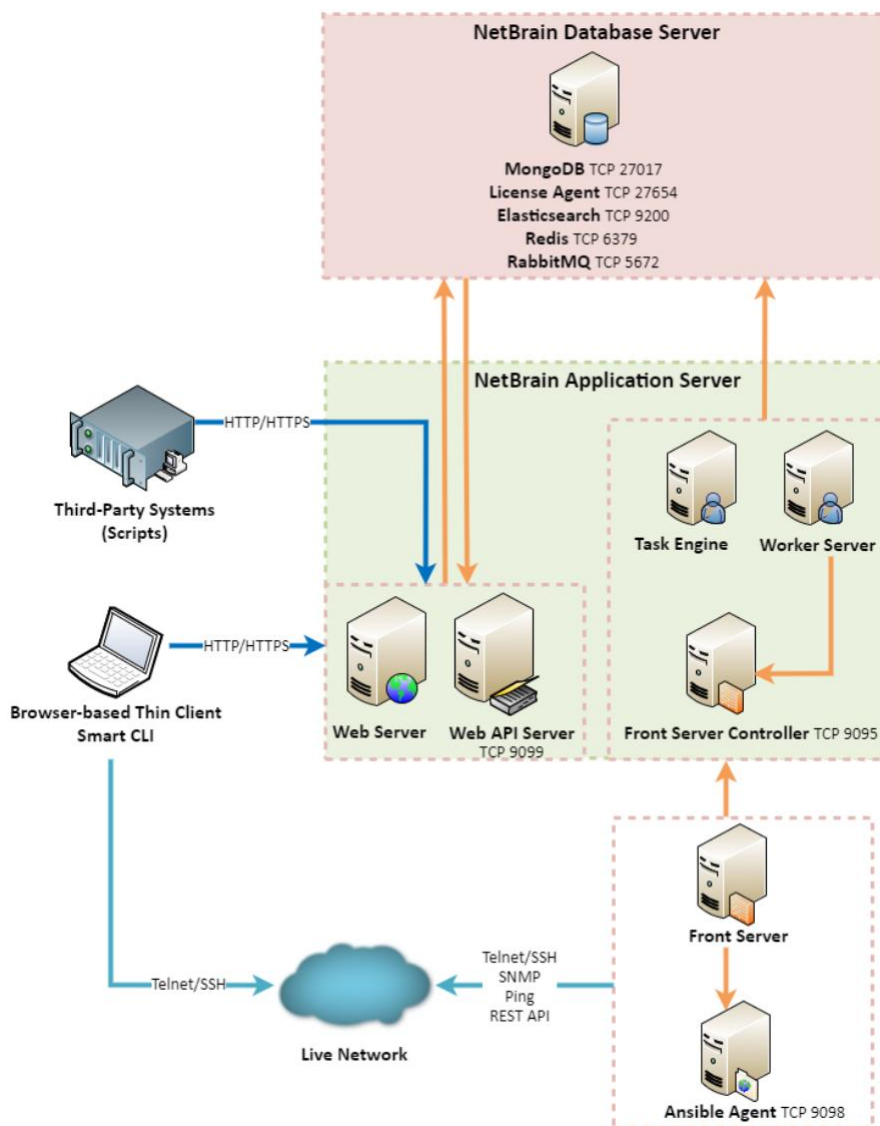 NetBrain Database Server
MongoDB TCP 27017
License Agent TCP 27654
Elasticsearch TCP 9200
Redis TCP 6379
RabbitMQ TCP 5672
NetBrain Application Server
HTTP/HTTPS
Third-Party Systems
(Scripts)
Task Engine
Worker Server
HTTP/HTTPS
Browser-based Thin Client
Smart CLI
Web Server
Web API Server
TCP 9099
Front Server Controller TCP 9095
Front Server
Telnet/SSH
Telnet/SSH
SNMP
Ping
REST API
Live Network
Ansible Agent TCP 9098